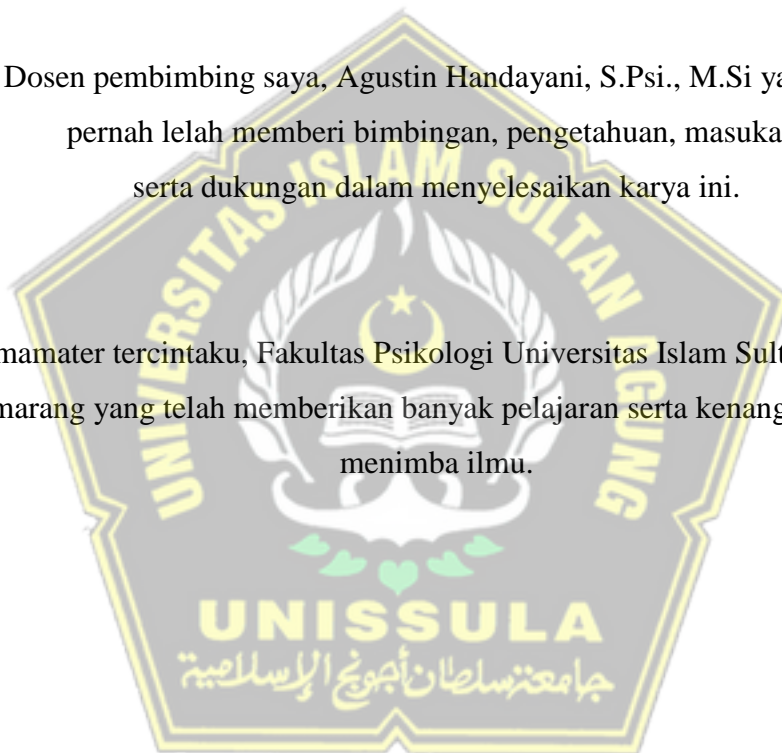 Dosen pembimbing saya, Agustin Handayani, S.Psi., M.Si ya
pernah lelah memberi bimbingan, pengetahuan, masuka
serta dukungan dalam menyelesaikan karya ini.
UNIVERSITAS ISLAM SULTAN AGUNG
mamater tercintaku, Fakultas Psikologi Universitas Islam Sult
marang yang telah memberikan banyak pelajaran serta kenang
menimba ilmu.
UNISSULA
جامعة سلطان أجونج الإسلامية